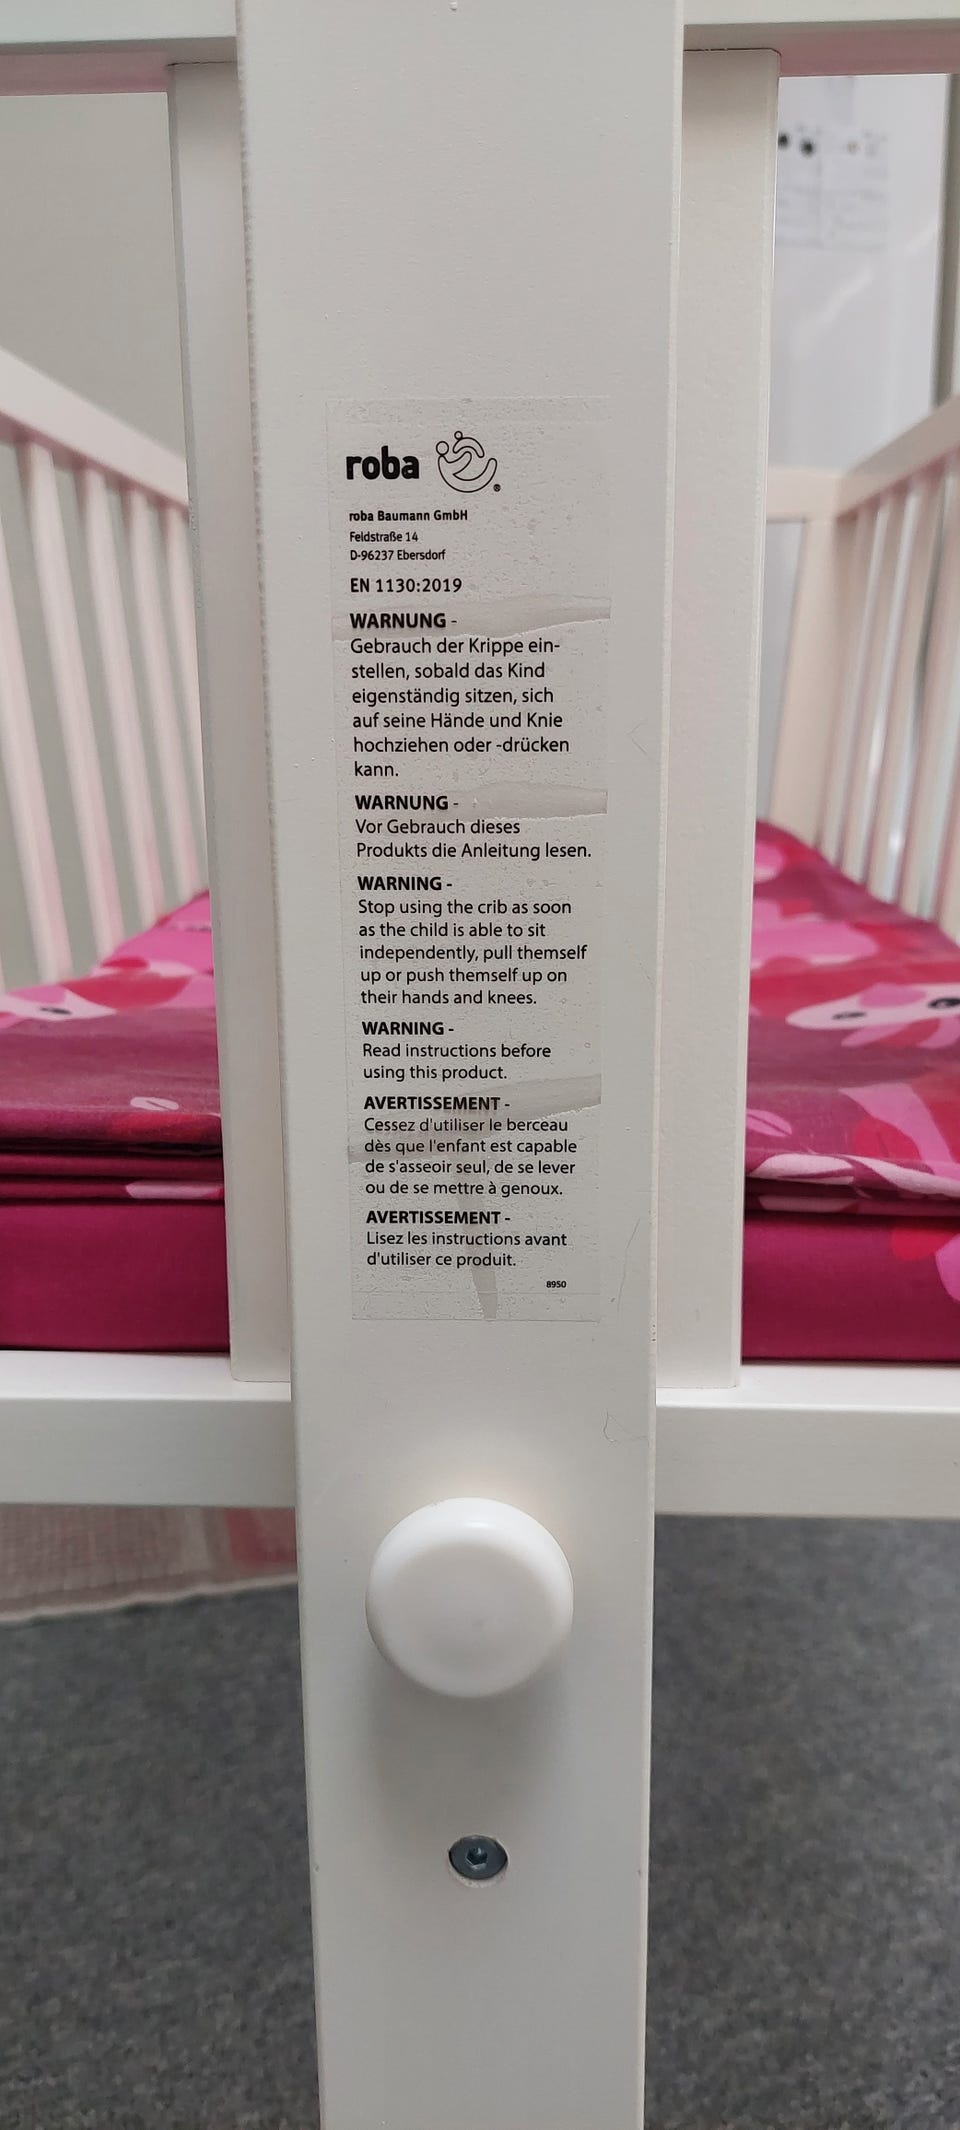 roba
roba Baumann GmbH
Feldstraße 14
D-96237 Ebersdorf
EN 1130:2019
WARNUNG -
Gebrauch der Krippe ein-
stellen, sobald das Kind
eigenständig sitzen, sich
auf seine Hände und Knie
hochziehen oder -drücken
kann.
WARNUNG -
Vor Gebrauch dieses
Produkts die Anleitung lesen.
WARNING -
Stop using the crib as soon
as the child is able to sit
independently, pull themself
up or push themself up on
their hands and knees.
WARNING -
Read instructions before
using this product.
AVERTISSEMENT -
Cessez d'utiliser le berceau
dès que l'enfant est capable
de s'asseoir seul, de se lever
ou de se mettre à genoux.
AVERTISSEMENT -
Lisez les instructions avant
d'utiliser ce produit.
8950